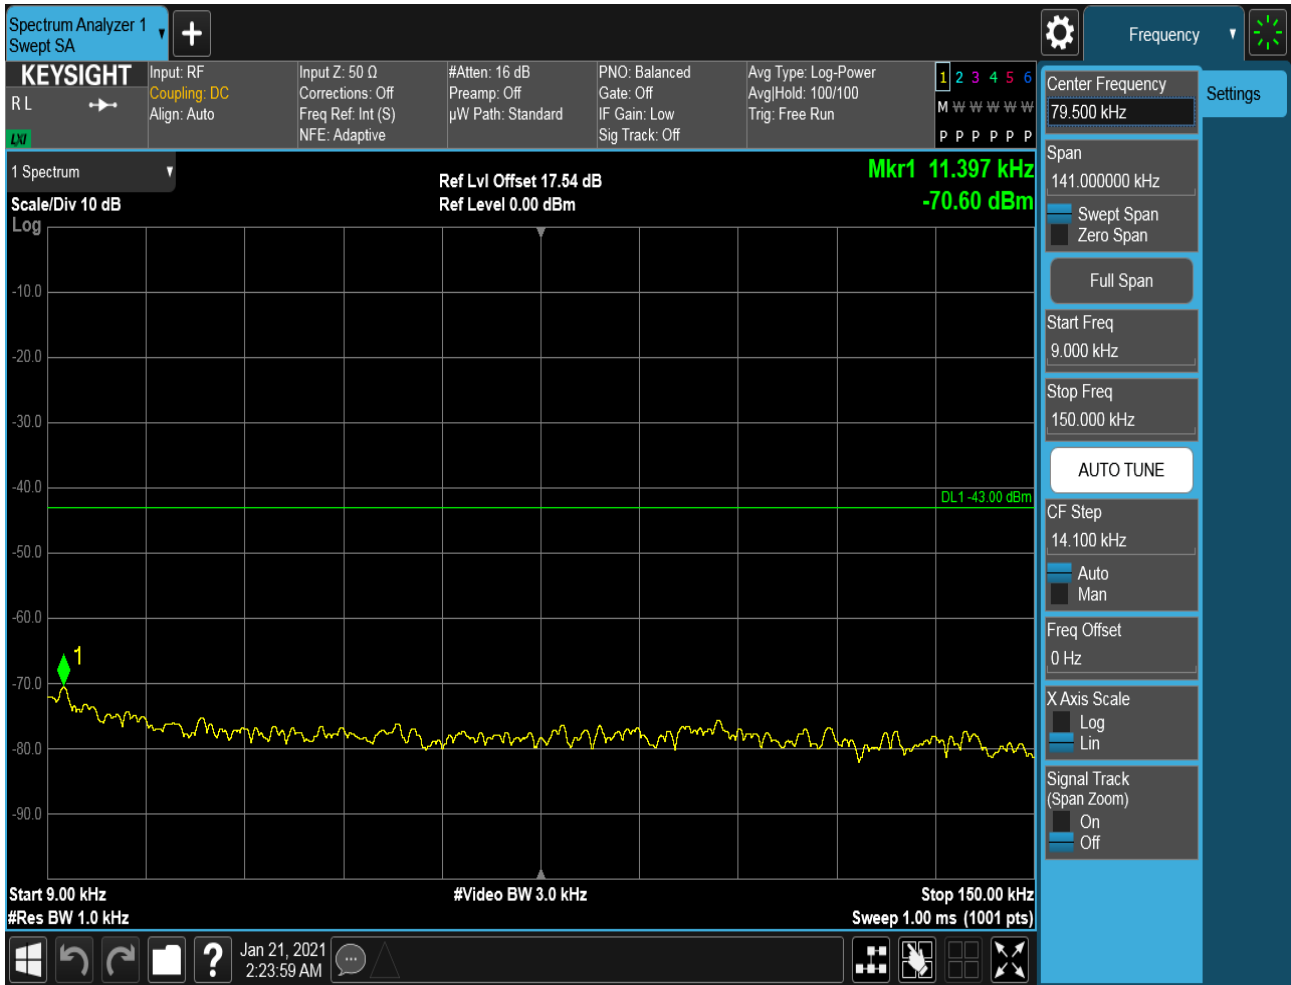 Spectrum Analyzer 1
Swept SA
Frequency
KEYSIGHT
R L
LXI
Input: RF
Coupling: DC
Align: Auto
Input Z: 50 Ω
Corrections: Off
Freq Ref: Int (S)
NFE: Adaptive
#Atten: 16 dB
Preamp: Off
µW Path: Standard
PNO: Balanced
Gate: Off
IF Gain: Low
Sig Track: Off
Avg Type: Log-Power
Avg|Hold: 100/100
Trig: Free Run
1 2 3 4 5 6
M W W W W W
P P P P P P
1 Spectrum
Scale/Div 10 dB
Log
Ref Lvl Offset 17.54 dB
Ref Level 0.00 dBm
Mkr1 11.397 kHz
-70.60 dBm
-10.0
-20.0
-30.0
-40.0
DL1 -43.00 dBm
-50.0
-60.0
1
-70.0
-80.0
-90.0
Start 9.00 kHz
#Video BW 3.0 kHz
Stop 150.00 kHz
#Res BW 1.0 kHz
Sweep 1.00 ms (1001 pts)
Jan 21, 2021
2:23:59 AM
Center Frequency
79.500 kHz
Settings
Span
141.000000 kHz
Swept Span
Zero Span
Full Span
Start Freq
9.000 kHz
Stop Freq
150.000 kHz
AUTO TUNE
CF Step
14.100 kHz
Auto
Man
Freq Offset
0 Hz
X Axis Scale
Log
Lin
Signal Track
(Span Zoom)
On
Off